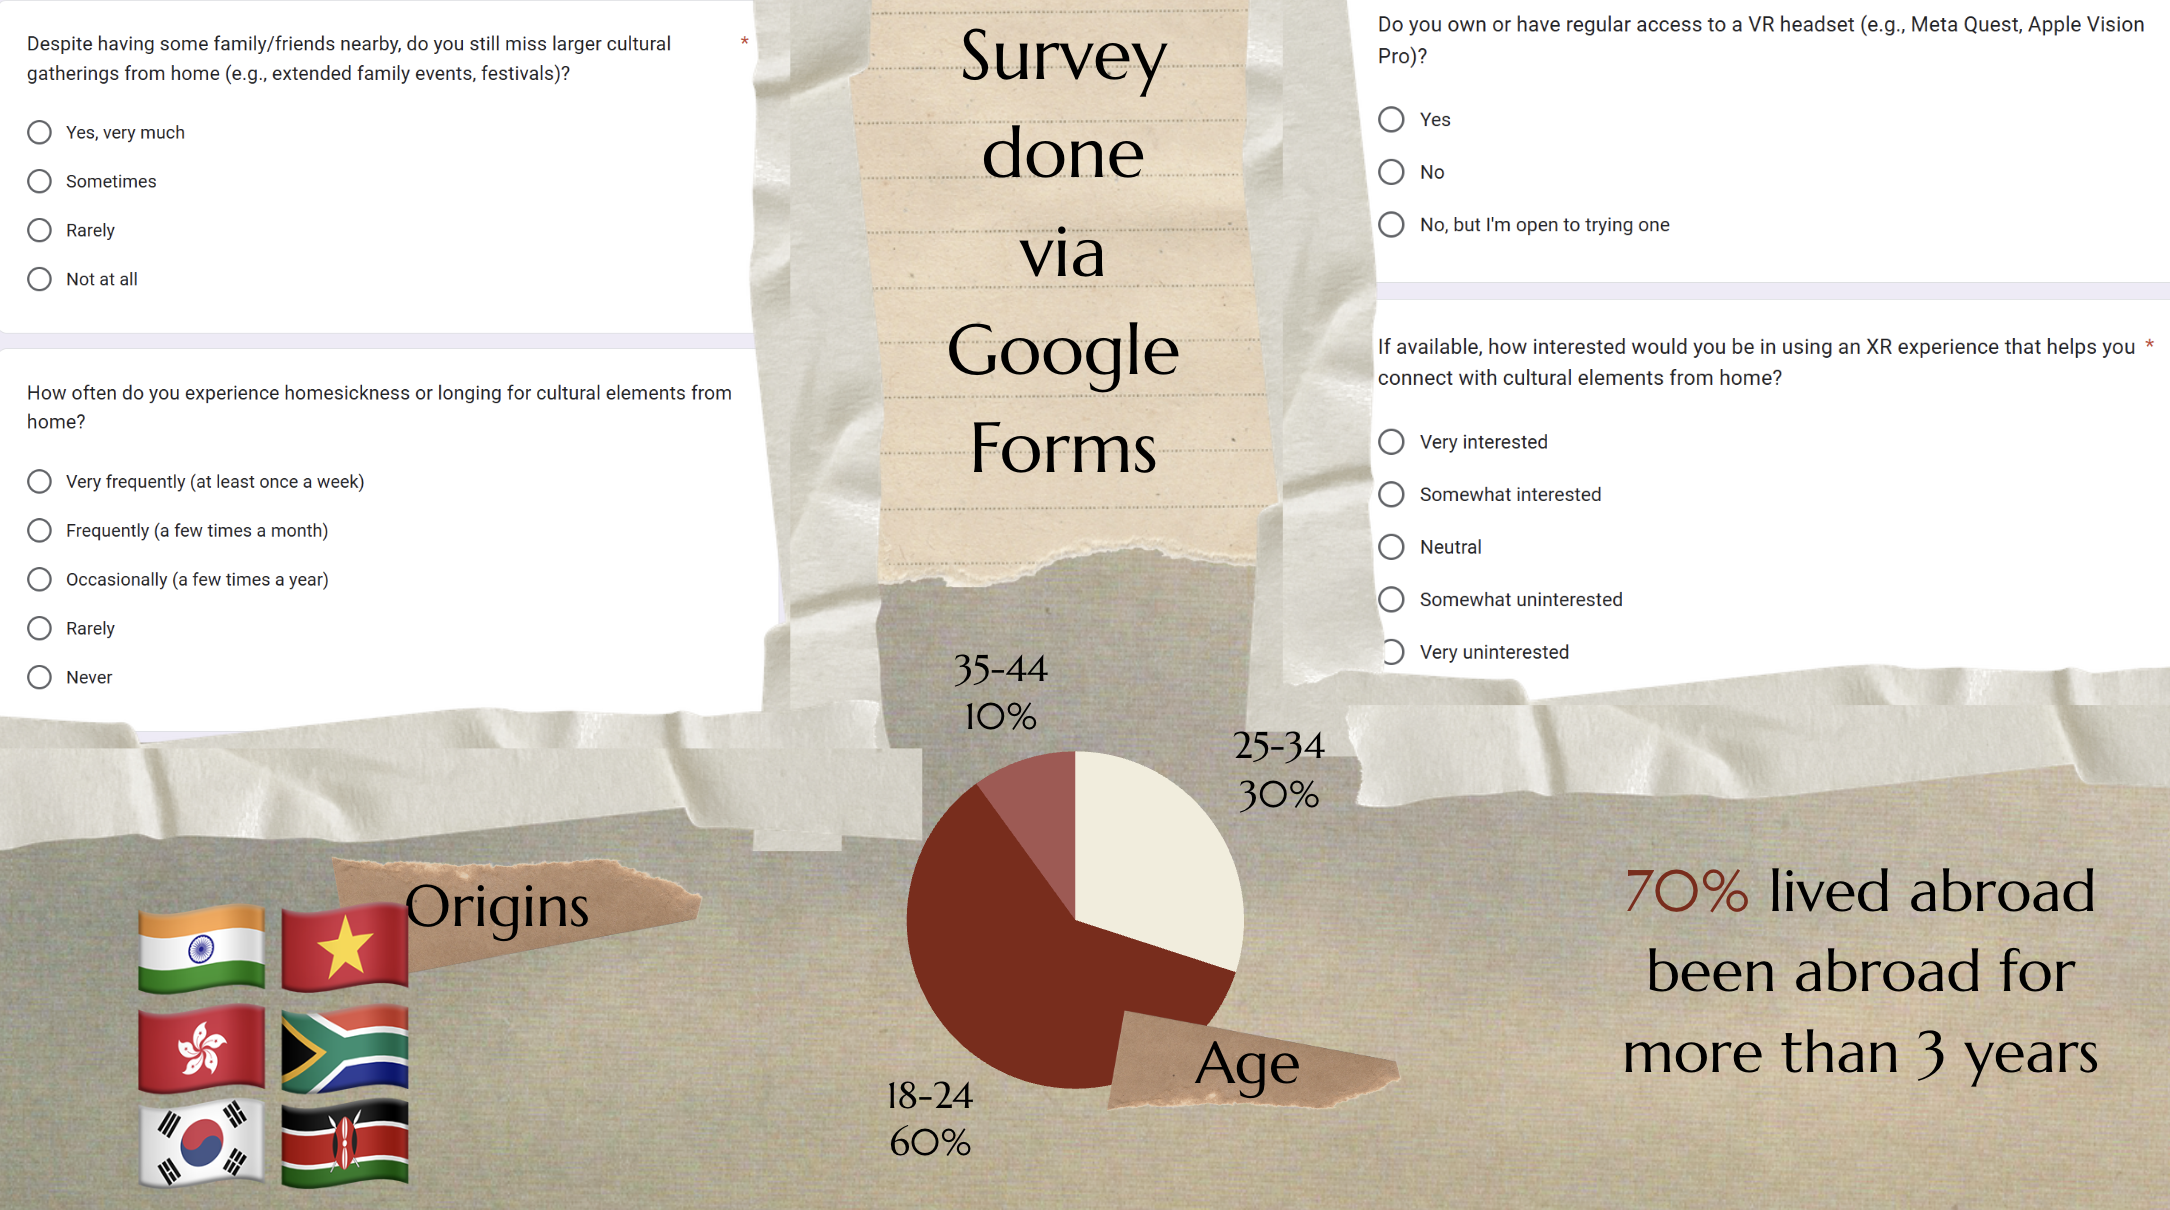 Despite having some family/friends nearby, do you still miss larger cultural *
gatherings from home (e.g., extended family events, festivals)?
Yes, very much
Sometimes
Rarely
Not at all
How often do you experience homesickness or longing for cultural elements from
home?
Very frequently (at least once a week)
Frequently (a few times a month)
Occasionally (a few times a year)
Rarely
Never
Survey
done
via
Google
Forms
Do you own or have regular access to a VR headset (e.g., Meta Quest, Apple Vision
Pro)?
Yes
No
No, but I'm open to trying one
If available, how interested would you be in using an XR experience that helps you *
connect with cultural elements from home?
Very interested
Somewhat interested
Neutral
Somewhat uninterested
Very uninterested
Origins
35-44
10%
25-34
30%
18-24
60%
Age
70% lived abroad
been abroad for
more than 3 years